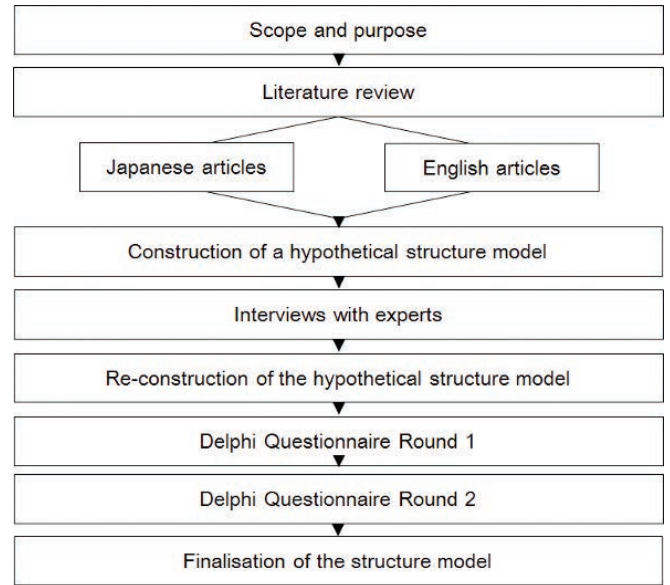 Scope and purpose
Literature review
Japanese articles
English articles
Construction of a hypothetical structure model
Interviews with experts
Re-construction of the hypothetical structure model
Delphi Questionnaire Round 1
Delphi Questionnaire Round 2
Finalisation of the structure model